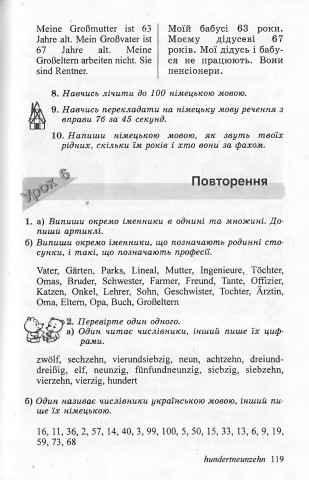 Meine Großmutter ist 63
Jahre alt. Mein Großvater ist
67 Jahre alt. Meine
Großeltern arbeiten nicht. Sie
sind Rentner.
Моїй бабусі 63 роки.
Моєму дідусеві 67
років. Мої дідусь і бабу-
ся не працюють. Вони
пенсіонери.
8. Навчись лічити до 100 німецькою мовою.
9. Навчись перекладати на німецьку мову речення з
вправи 7б за 45 секунд.
10. Напиши німецькою мовою, як звуть твоїх
рідних, скільки їм років і хто вони за фахом.
Урок 6
Повторення
1. а) Випиши окремо іменники в однині та множині. До-
пиши артиклі.
б) Випиши окремо іменники, що позначають родинні сто-
сунки, і такі, що позначають професії.
Vater, Gärten, Parks, Lineal, Mutter, Ingenieure, Töchter,
Omas, Bruder, Schwester, Farmer, Freund, Tante, Offizier,
Katzen, Onkel, Lehrer, Sohn, Geschwister, Tochter, Ärztin,
Oma, Eltern, Opa, Buch, Großeltern
2. Перевірте один одного.
а) Один читає числівники, інший пише їх циф-
рами.
zwölf, sechzehn, vierundsiebzig, neun, achtzehn, dreiund-
dreißig, elf, neunzig, fünfundneunzig, siebzig, siebzehn,
vierzehn, vierzig, hundert
б) Один називає числівники українською мовою, інший пи-
ше їх німецькою.
16, 11, 36, 2, 57, 14, 40, 3, 99, 100, 5, 50, 15, 33, 13, 6, 9, 19,
59, 73, 68
hundertneunzehn 119